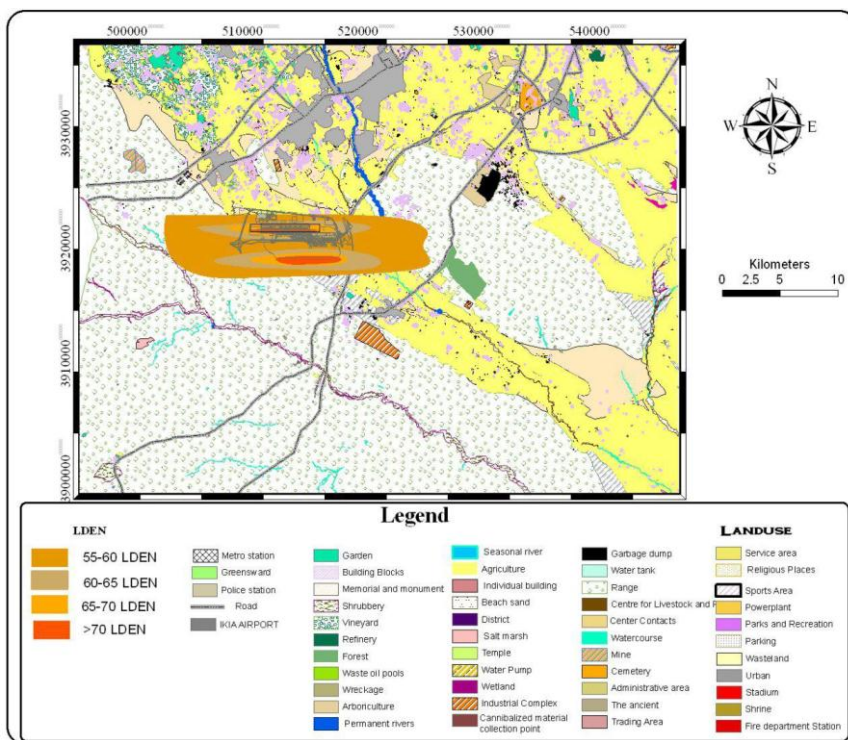 500000 510000 520000 530000 540000
3930000
3920000
3910000
3900000
N
W E
S
Kilometers
0 2.5 5 10
Legend
LDEN
55-60 LDEN
60-65 LDEN
65-70 LDEN
>70 LDEN
Metro station
Greensward
Police station
Road
IKIA AIRPORT
Garden
Building Blocks
Memorial and monument
Shrubbery
Vineyard
Refinery
Forest
Waste oil pools
Wreckage
Arboriculture
Permanent rivers
Seasonal river
Agriculture
Individual building
Beach sand
District
Salt marsh
Temple
Water Pump
Wetland
Industrial Complex
Cannibalized material
collection point
Garbage dump
Water tank
Range
Centre for Livestock and
Center Contacts
Watercourse
Mine
Cemetery
Administrative area
The ancient
Trading Area
LANDUSE
Service area
Religious Places
Sports Area
Powerplant
Parks and Recreation
Parking
Wasteland
Urban
Stadium
Shrine
Fire department Station